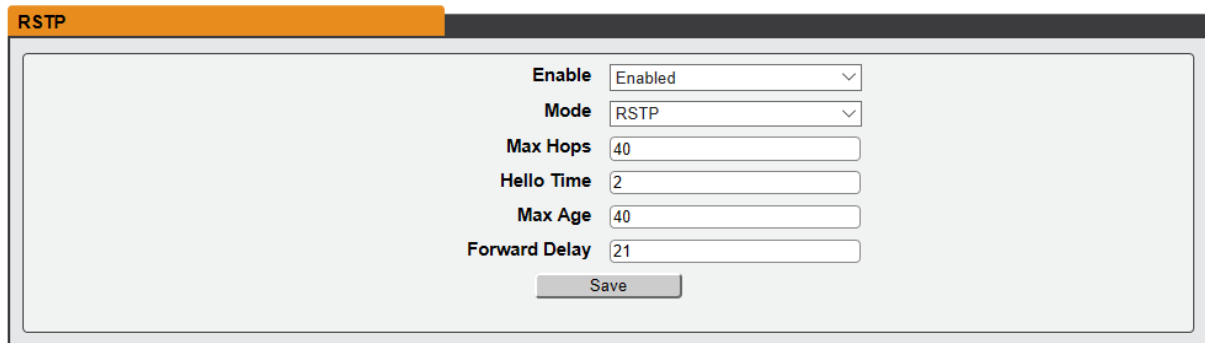 RSTP
Enable Enabled
Mode RSTP
Max Hops 40
Hello Time 2
Max Age 40
Forward Delay 21
Save